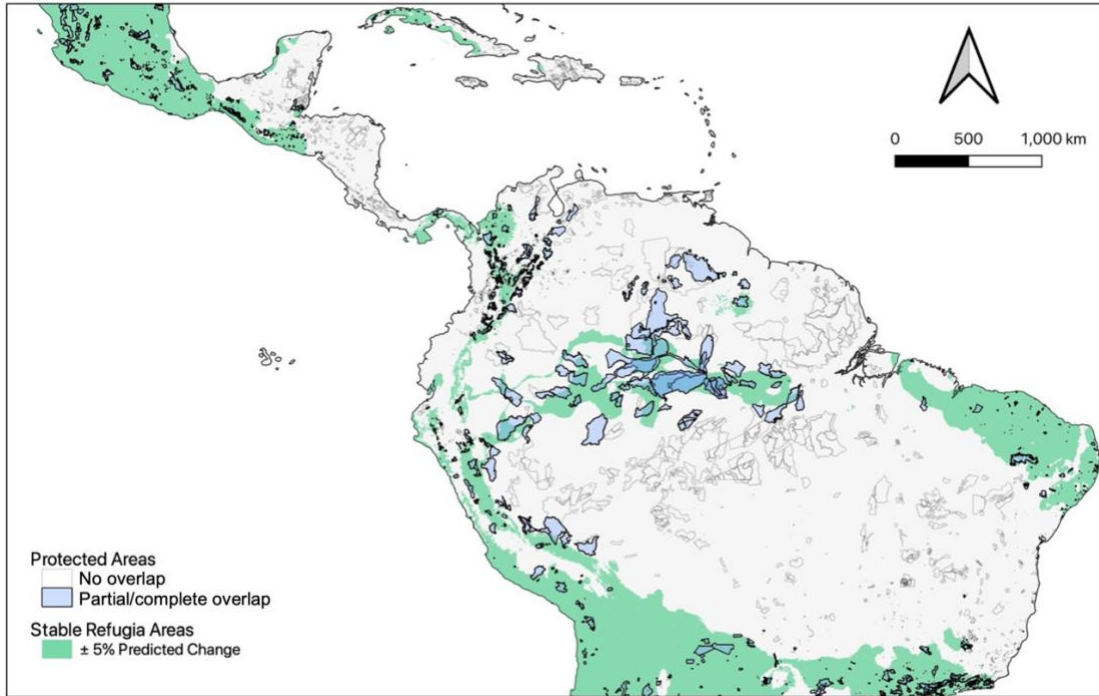 0 500 1,000 km
Protected Areas
No overlap
Partial/complete overlap
Stable Refugia Areas
± 5% Predicted Change